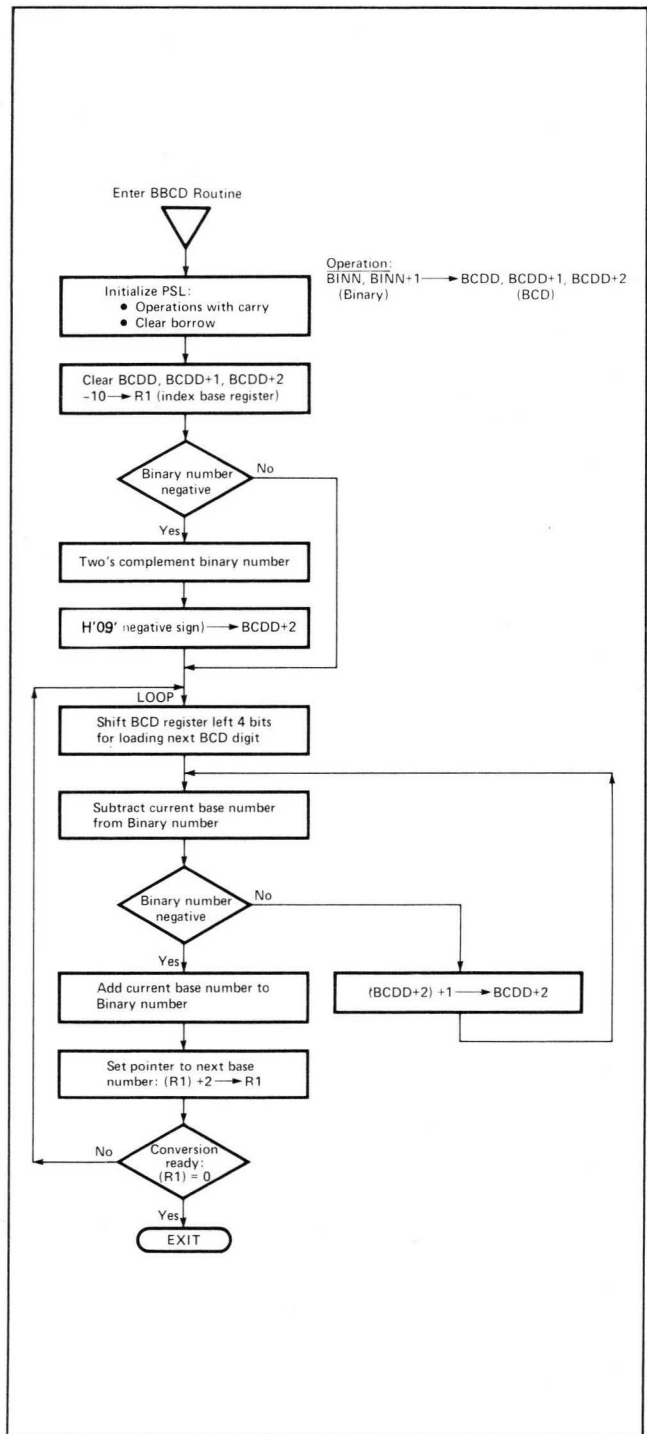 Enter BBCD Routine
Operation:
BINN, BINN+1 → BCDD, BCDD+1, BCDD+2
(Binary) (BCD)
Initialize PSL:
• Operations with carry
• Clear borrow
Clear BCDD, BCDD+1, BCDD+2
-10 → R1 (index base register)
Binary number
negative
No
Yes
Two's complement binary number
H'09' negative sign) → BCDD+2
LOOP
Shift BCD register left 4 bits
for loading next BCD digit
Subtract current base number
from Binary number
Binary number
negative
No
Yes
Add current base number to
Binary number
(BCDD+2) +1 → BCDD+2
Set pointer to next base
number: (R1) +2 → R1
No
Conversion
ready:
(R1) = 0
Yes
EXIT